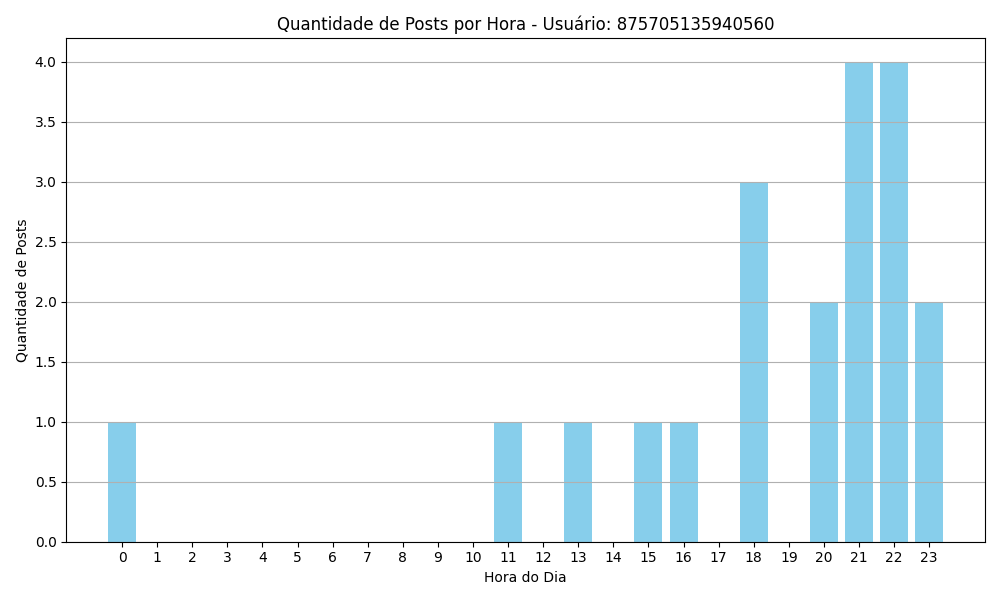 Quantidade de Posts por Hora - Usuário: 875705135940560
4.0
3.5
3.0
2.5
2.0
1.5
1.0
0.5
0.0
Quantidade de Posts
0 1 2 3 4 5 6 7 8 9 10 11 12 13 14 15 16 17 18 19 20 21 22 23
Hora do Dia